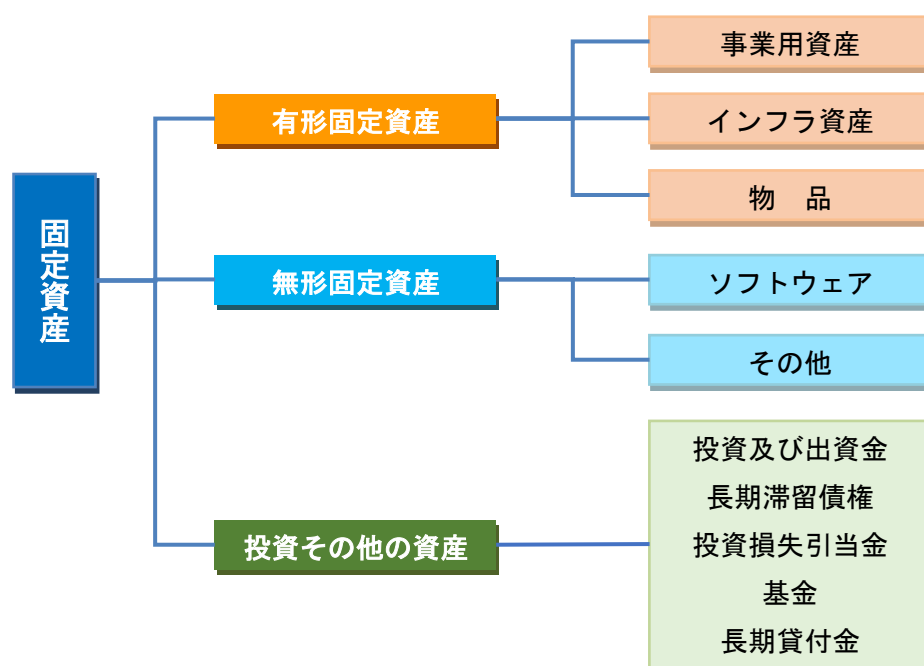 固定資産
有形固定資産
事業用資産
インフラ資産
物　品
無形固定資産
ソフトウェア
その他
投資その他の資産
投資及び出資金
長期滞留債権
投資損失引当金
基金
長期貸付金